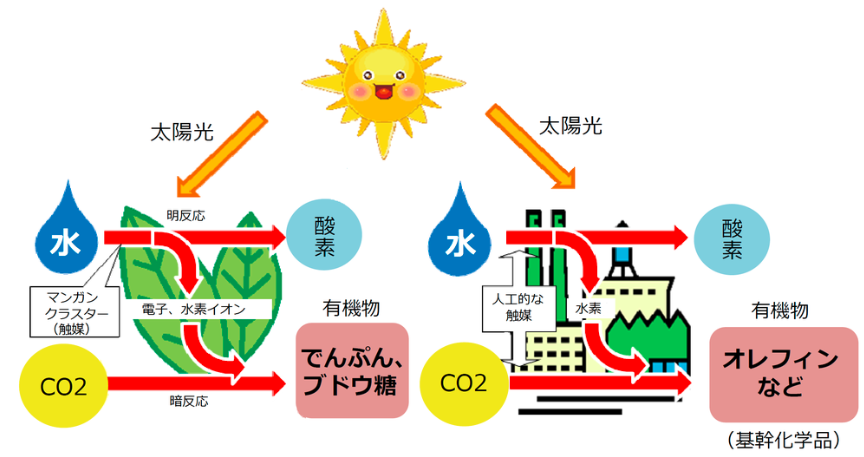 太陽光
太陽光
水
明反応
酸
素
マンガン
クラスター
（触媒）
電子、水素イオン
有機物
でんぷん、
ブドウ糖
CO2
暗反応
水
酸
素
人工的な
触媒
水素
有機物
オレフィン
など
CO2
（基幹化学品）